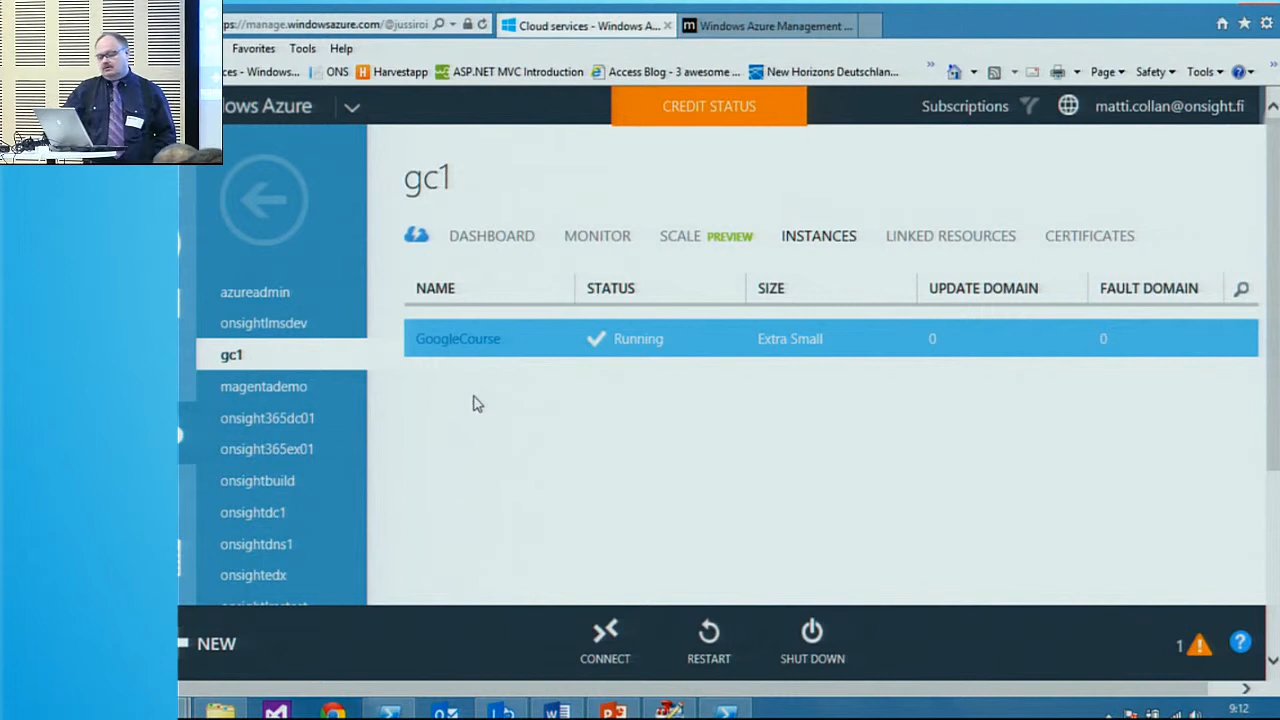 ps://manage.windowsazure.com/@jussiroi
Cloud services - Windows A...
Windows Azure Management ...
Favorites Tools Help
ces - Windows... ONS Harvestapp ASP.NET MVC Introduction Access Blog - 3 awesome ... New Horizons Deutschlan... Page Safety Tools
dows Azure CREDIT STATUS Subscriptions matti.collan@onsight.fi
gc1
DASHBOARD MONITOR SCALE PREVIEW INSTANCES LINKED RESOURCES CERTIFICATES
NAME STATUS SIZE UPDATE DOMAIN FAULT DOMAIN
GoogleCourse Running Extra Small 0 0
azureadmin
onsightlmsdev
gc1
magentademo
onsight365dc01
onsight365ex01
onsightbuild
onsightdc1
onsightdns1
onsightedx
NEW
CONNECT RESTART SHUT DOWN
1
9:12